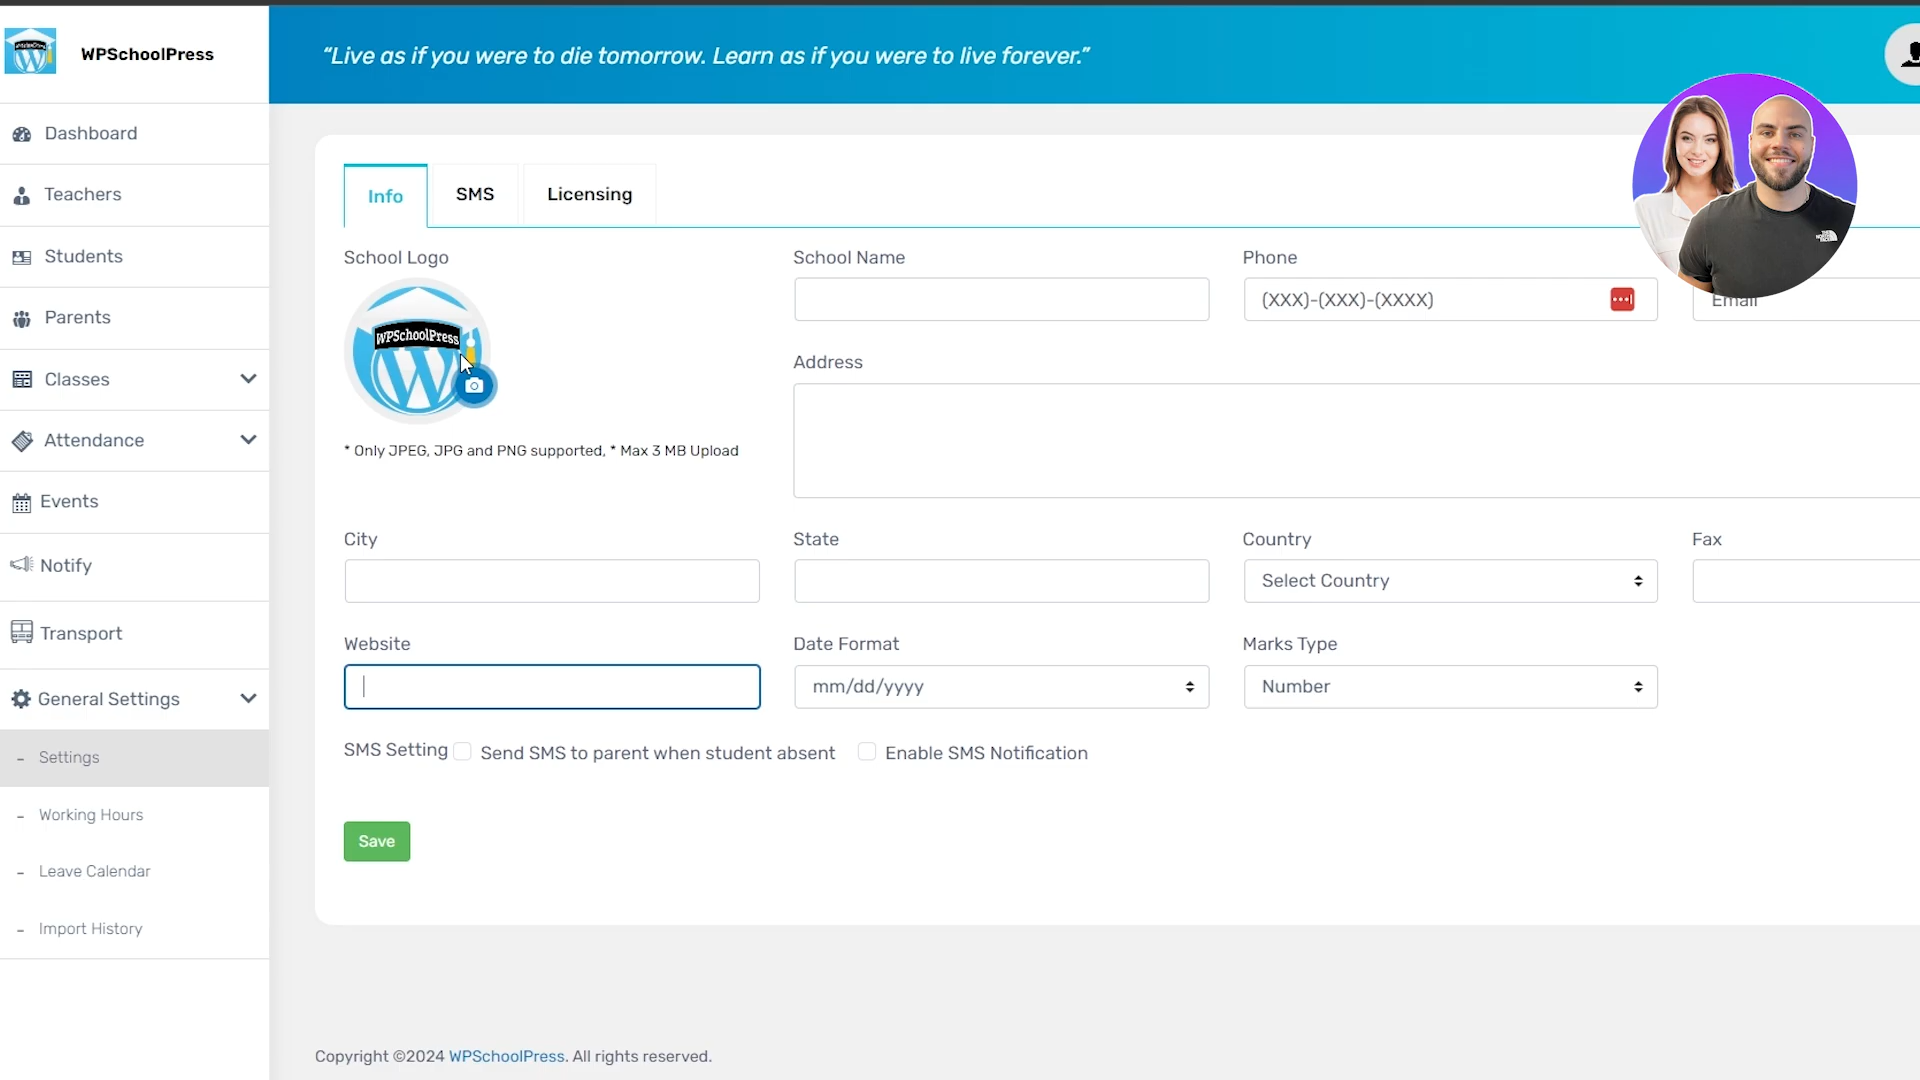 WPSchoolPress
“Live as if you were to die tomorrow. Learn as if you were to live forever.”
Dashboard
Teachers
Students
Parents
Classes
Attendance
Events
Notify
Transport
General Settings
- Settings
- Working Hours
- Leave Calendar
- Import History
Info SMS Licensing
School Logo
WPSchoolPress
* Only JPEG, JPG and PNG supported, * Max 3 MB Upload
School Name
Phone
(XXX)-(XXX)-(XXXX)
Email
Address
City
State
Country
Select Country
Fax
Website
Date Format
mm/dd/yyyy
Marks Type
Number
SMS Setting Send SMS to parent when student absent Enable SMS Notification
Save
Copyright ©2024 WPSchoolPress. All rights reserved.